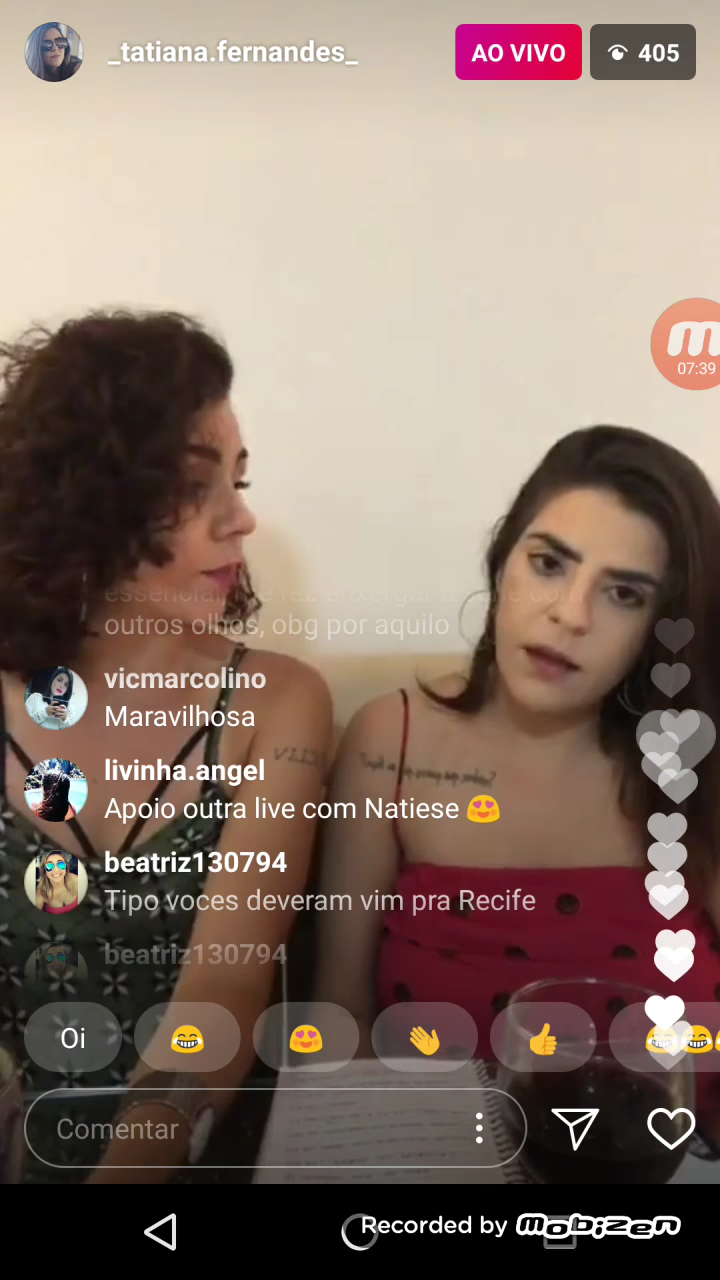 _tatiana.fernandes_
AO VIVO
405
m
07:39
outros olhos, obg por aquilo
vicmarcolino
Maravilhosa
livinha.angel
Apoio outra live com Natiese 😍
beatriz130794
Tipo voces deveram vim pra Recife
beatriz130794
Oi
😂
😍
👋
👍
😂😂
Comentar
Recorded by mobizen